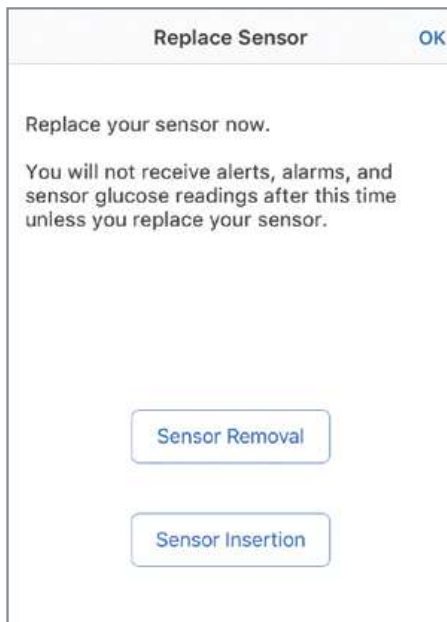 Replace Sensor
OK
Replace your sensor now.
You will not receive alerts, alarms, and
sensor glucose readings after this time
unless you replace your sensor.
Sensor Removal
Sensor Insertion